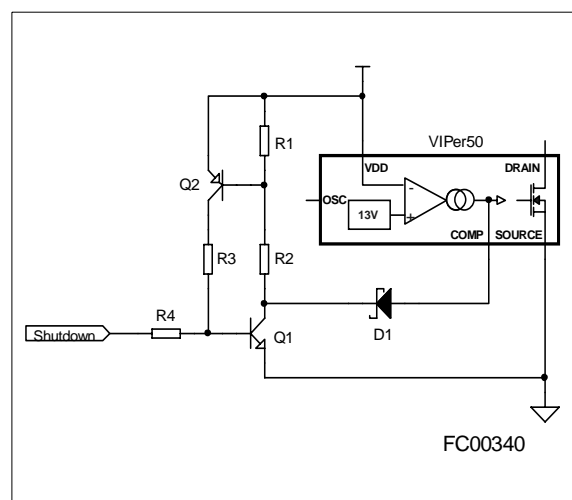 VIPer50
R1
VDD
DRAIN
Q2
-
OSC
13V
+
COMP
SOURCE
R3
R2
D1
R4
Shutdown
Q1
FC00340